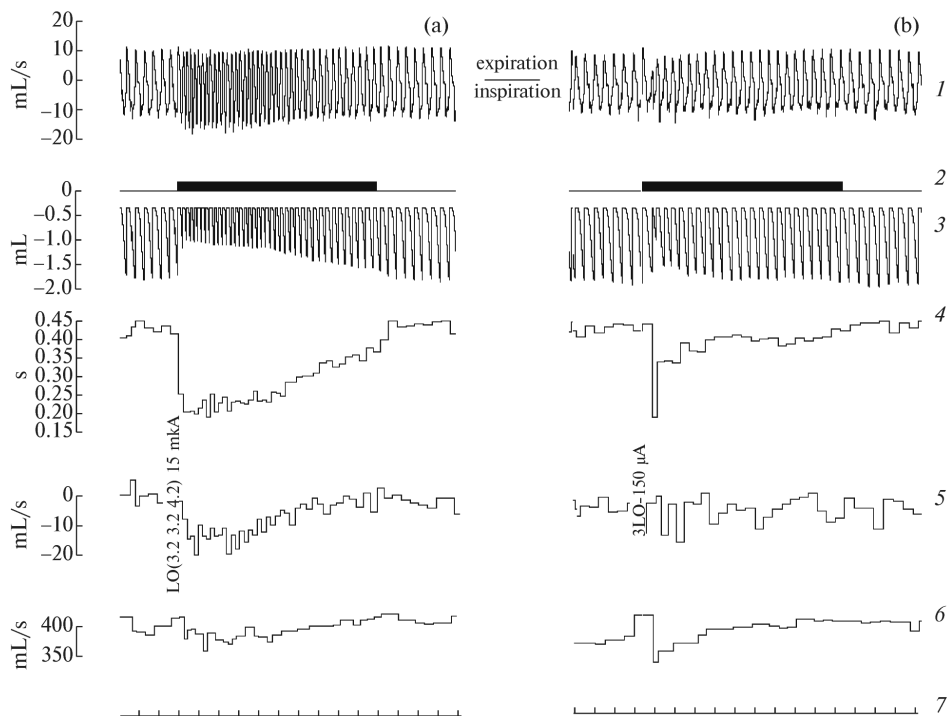 (a)
(b)
mL/s
20
10
0
−10
−20
expiration
inspiration
1
2
mL
0
−0.5
−1.0
−1.5
−2.0
3
s
0.45
0.35
0.30
0.25
0.20
0.15
4
LO(3.2 3.2 4.2) 15 mkA
3LO-150 μA
mL/s
0
−10
−20
5
mL/s
400
350
6
7